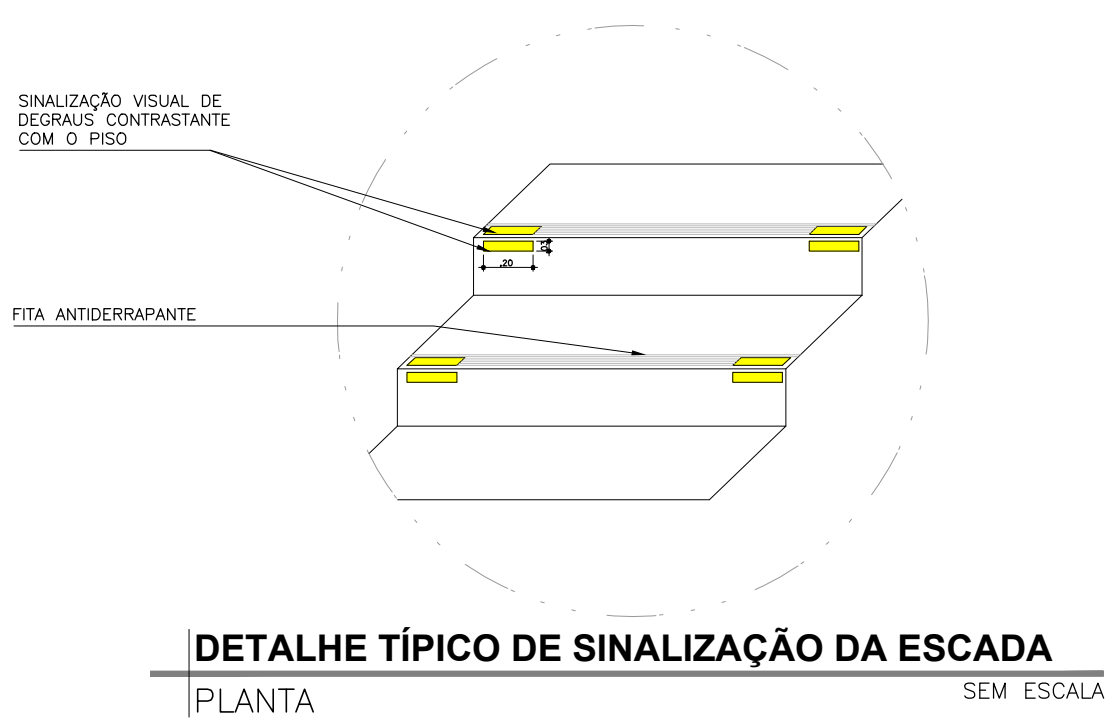 SINALIZAÇÃO VISUAL DE
DEGRAUS CONTRASTANTE
COM O PISO
.20
.03
FITA ANTIDERRAPANTE
DETALHE TÍPICO DE SINALIZAÇÃO DA ESCADA
PLANTA
SEM ESCALA